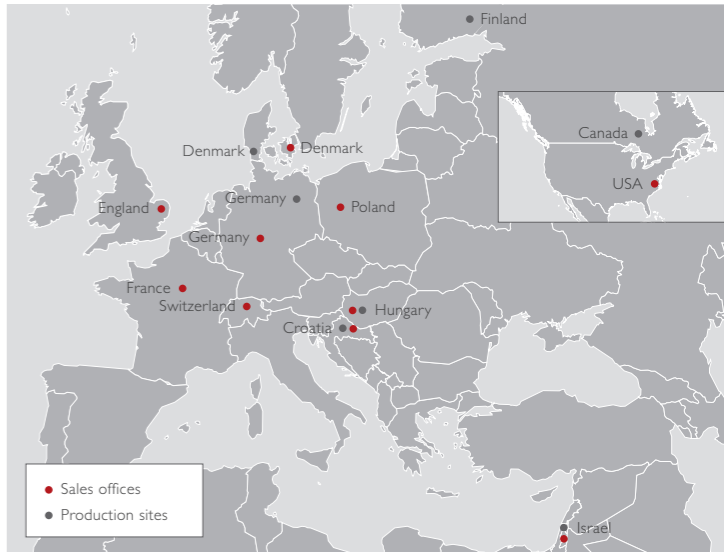 Finland
Canada
USA
Denmark
Denmark
Germany
Poland
England
Germany
France
Switzerland
Hungary
Croatia
Sales offices
Production sites
Israel